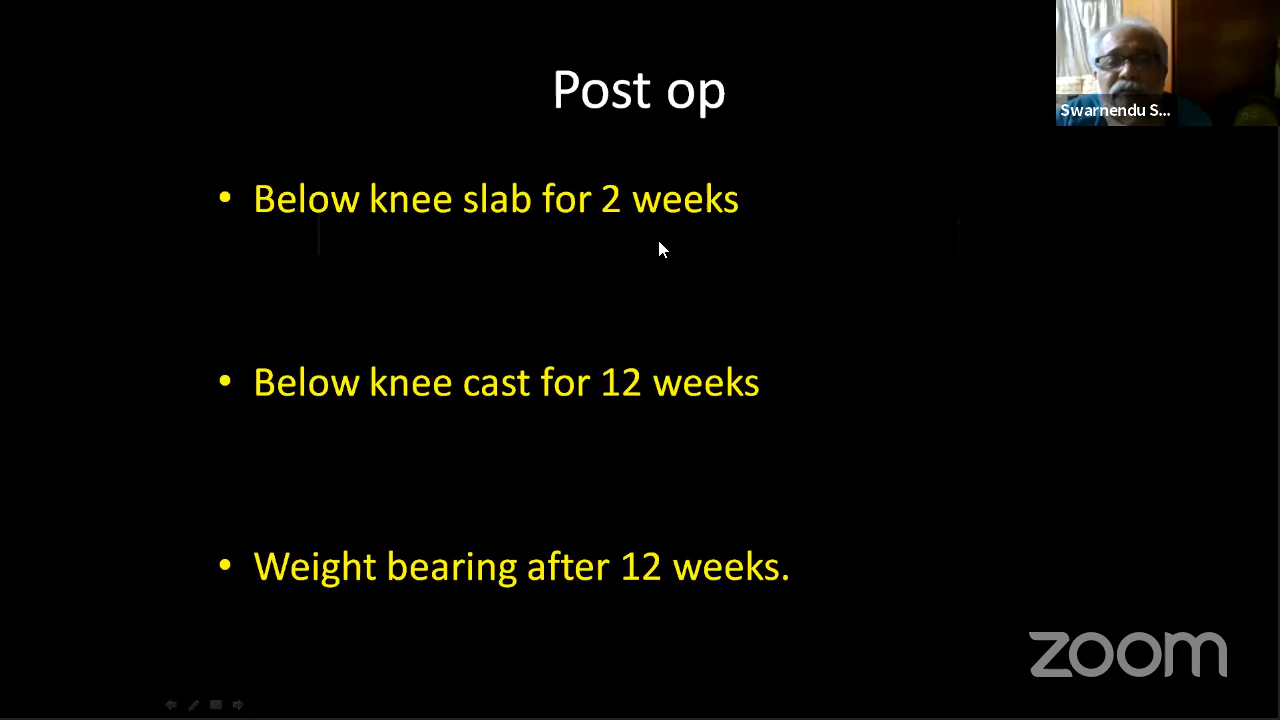 Post op
Swarnendu S...
• Below knee slab for 2 weeks
• Below knee cast for 12 weeks
• Weight bearing after 12 weeks.
zoom